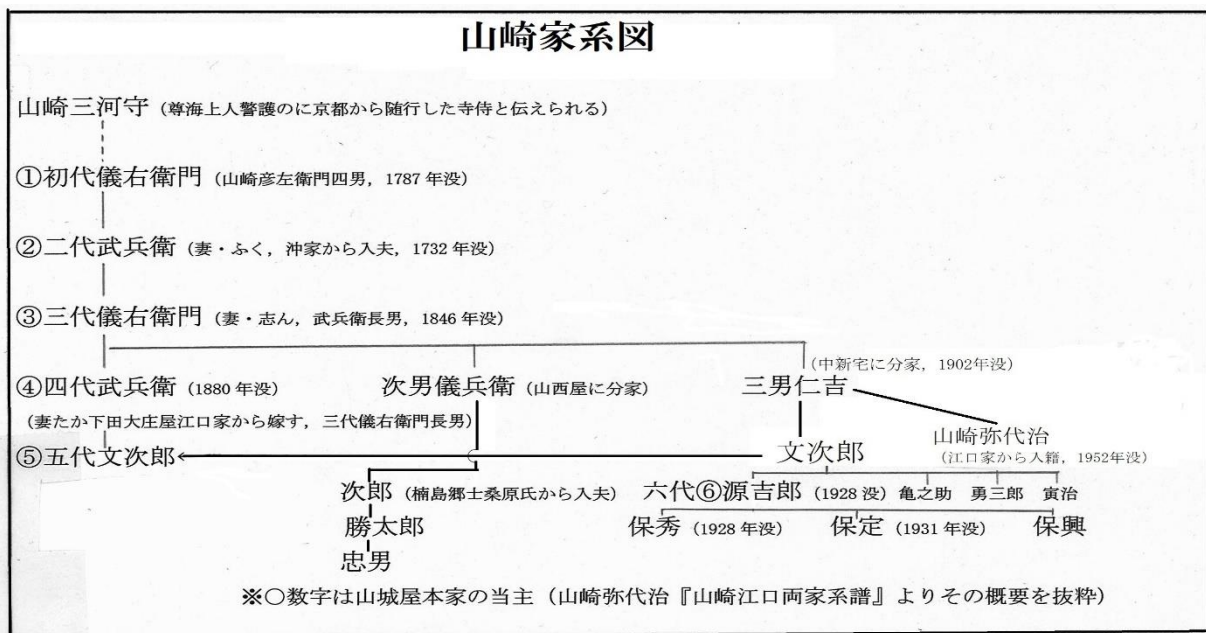 山崎家系図
山崎三河守 (尊海上人警護のに京都から随行した寺侍と伝えられる)
①初代儀右衛門 (山崎彦左衛門四男, 1787年没)
②二代武兵衛 (妻・ふく, 沖家から入夫, 1732年没)
③三代儀右衛門 (妻・志ん, 武兵衛長男, 1846年没)
(中新宅に分家, 1902年没)
④四代武兵衛 (1880年没) 次男儀兵衛 (山西屋に分家) 三男仁吉
(妻たか下田大庄屋江口家から嫁す, 三代儀右衛門長男)
山崎弥代治
(江口家から入籍, 1952年没)
⑤五代文次郎 文次郎
次郎 (楠島郷士桑原氏から入夫) 六代⑥源吉郎 (1928没) 亀之助 勇三郎 寅治
勝太郎 保秀 (1928年没) 保定 (1931年没) 保興
忠男
※○数字は山城屋本家の当主 (山崎弥代治『山崎江口両家系譜』よりその概要を抜粋)